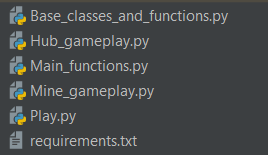 Base_classes_and_functions.py
Hub_gameplay.py
Main_functions.py
Mine_gameplay.py
Play.py
requirements.txt